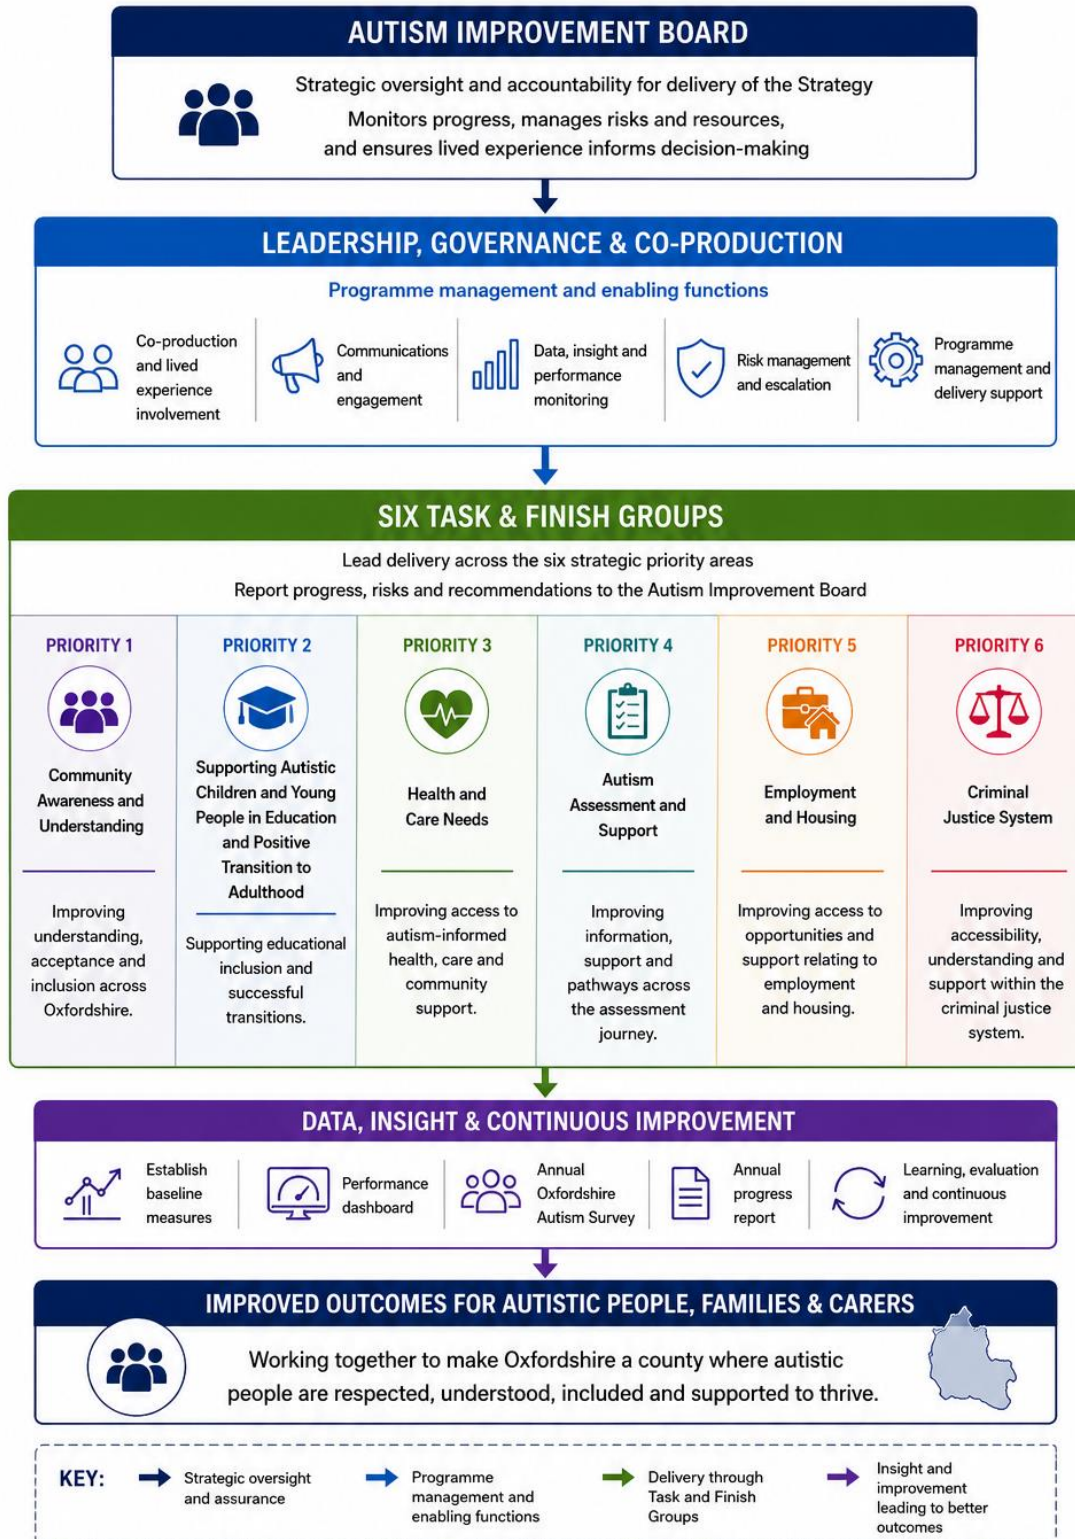 AUTISM IMPROVEMENT BOARD
Strategic oversight and accountability for delivery of the Strategy
Monitors progress, manages risks and resources,
and ensures lived experience informs decision-making
LEADERSHIP, GOVERNANCE & CO-PRODUCTION
Programme management and enabling functions
Co-production
and lived
experience
involvement
Communications
and
engagement
Data, insight and
performance
monitoring
Risk management
and escalation
Programme
management and
delivery support
SIX TASK & FINISH GROUPS
Lead delivery across the six strategic priority areas
Report progress, risks and recommendations to the Autism Improvement Board
PRIORITY 1
Community
Awareness and
Understanding
Improving
understanding,
acceptance and
inclusion across
Oxfordshire.
PRIORITY 2
Supporting Autistic
Children and Young
People in Education
and Positive
Transition to
Adulthood
Supporting educational
inclusion and
successful
transitions.
PRIORITY 3
Health and
Care Needs
Improving access to
autism-informed
health, care and
community
support.
PRIORITY 4
Autism
Assessment and
Support
Improving
information,
support and
pathways across
the assessment
journey.
PRIORITY 5
Employment
and Housing
Improving access to
opportunities and
support relating to
employment
and housing.
PRIORITY 6
Criminal
Justice System
Improving
accessibility,
understanding and
support within the
criminal justice
system.
DATA, INSIGHT & CONTINUOUS IMPROVEMENT
Establish
baseline
measures
Performance
dashboard
Annual
Oxfordshire
Autism Survey
Annual
progress
report
Learning, evaluation
and continuous
improvement
IMPROVED OUTCOMES FOR AUTISTIC PEOPLE, FAMILIES & CARERS
Working together to make Oxfordshire a county where autistic
people are respected, understood, included and supported to thrive.
KEY:
Strategic oversight
and assurance
Programme
management and
enabling functions
Delivery through
Task and Finish
Groups
Insight and
improvement
leading to better
outcomes